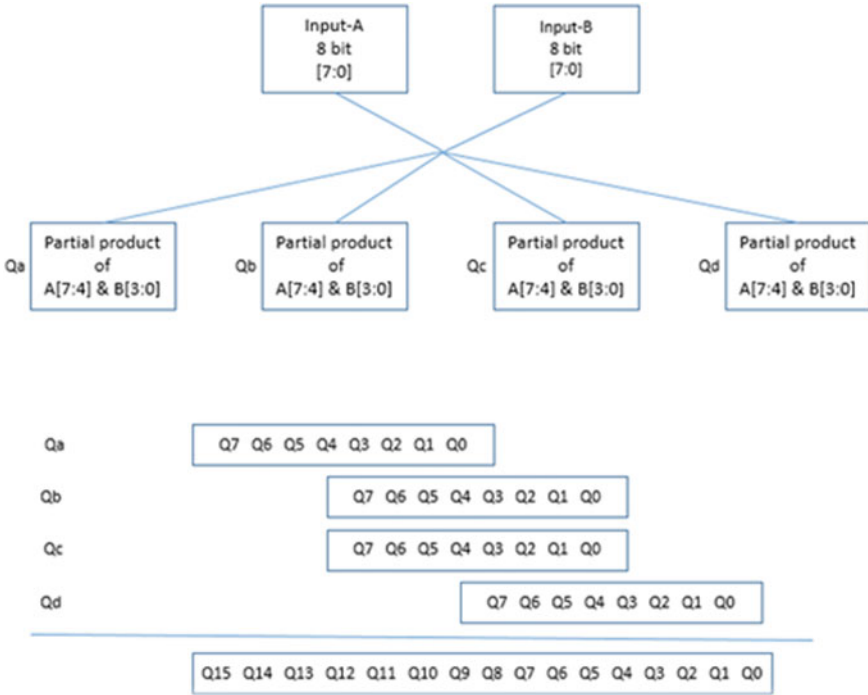 Input-A
8 bit
[7:0]
Input-B
8 bit
[7:0]
Qa
Partial product
of
A[7:4] & B[3:0]
Qb
Partial product
of
A[7:4] & B[3:0]
Qc
Partial product
of
A[7:4] & B[3:0]
Qd
Partial product
of
A[7:4] & B[3:0]
Qa Q7 Q6 Q5 Q4 Q3 Q2 Q1 Q0
Qb Q7 Q6 Q5 Q4 Q3 Q2 Q1 Q0
Qc Q7 Q6 Q5 Q4 Q3 Q2 Q1 Q0
Qd Q7 Q6 Q5 Q4 Q3 Q2 Q1 Q0
Q15 Q14 Q13 Q12 Q11 Q10 Q9 Q8 Q7 Q6 Q5 Q4 Q3 Q2 Q1 Q0